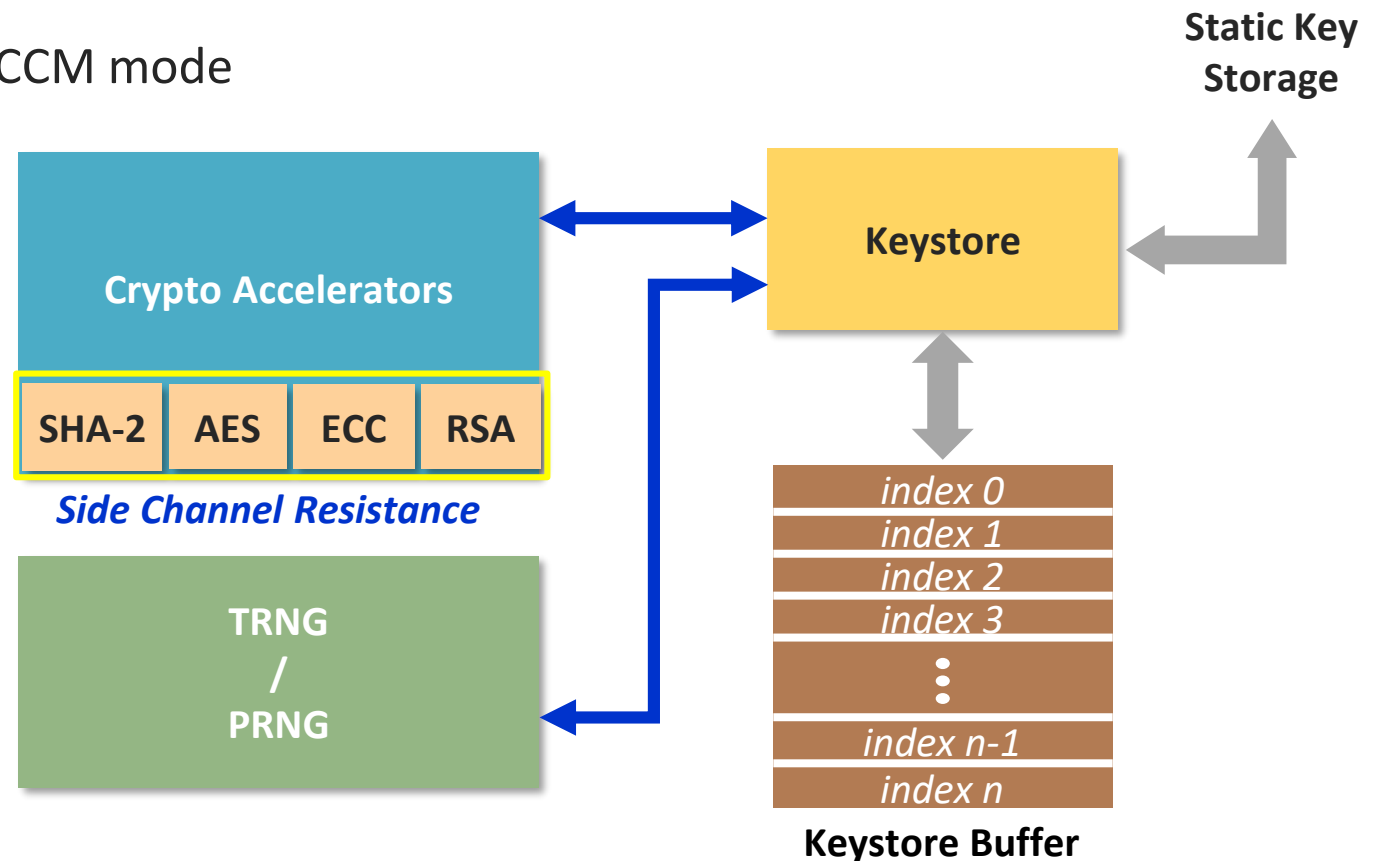 CCM mode
Static Key
Storage
Crypto Accelerators
Keystore
SHA-2
AES
ECC
RSA
Side Channel Resistance
TRNG
/
PRNG
index 0
index 1
index 2
index 3
index n-1
index n
Keystore Buffer